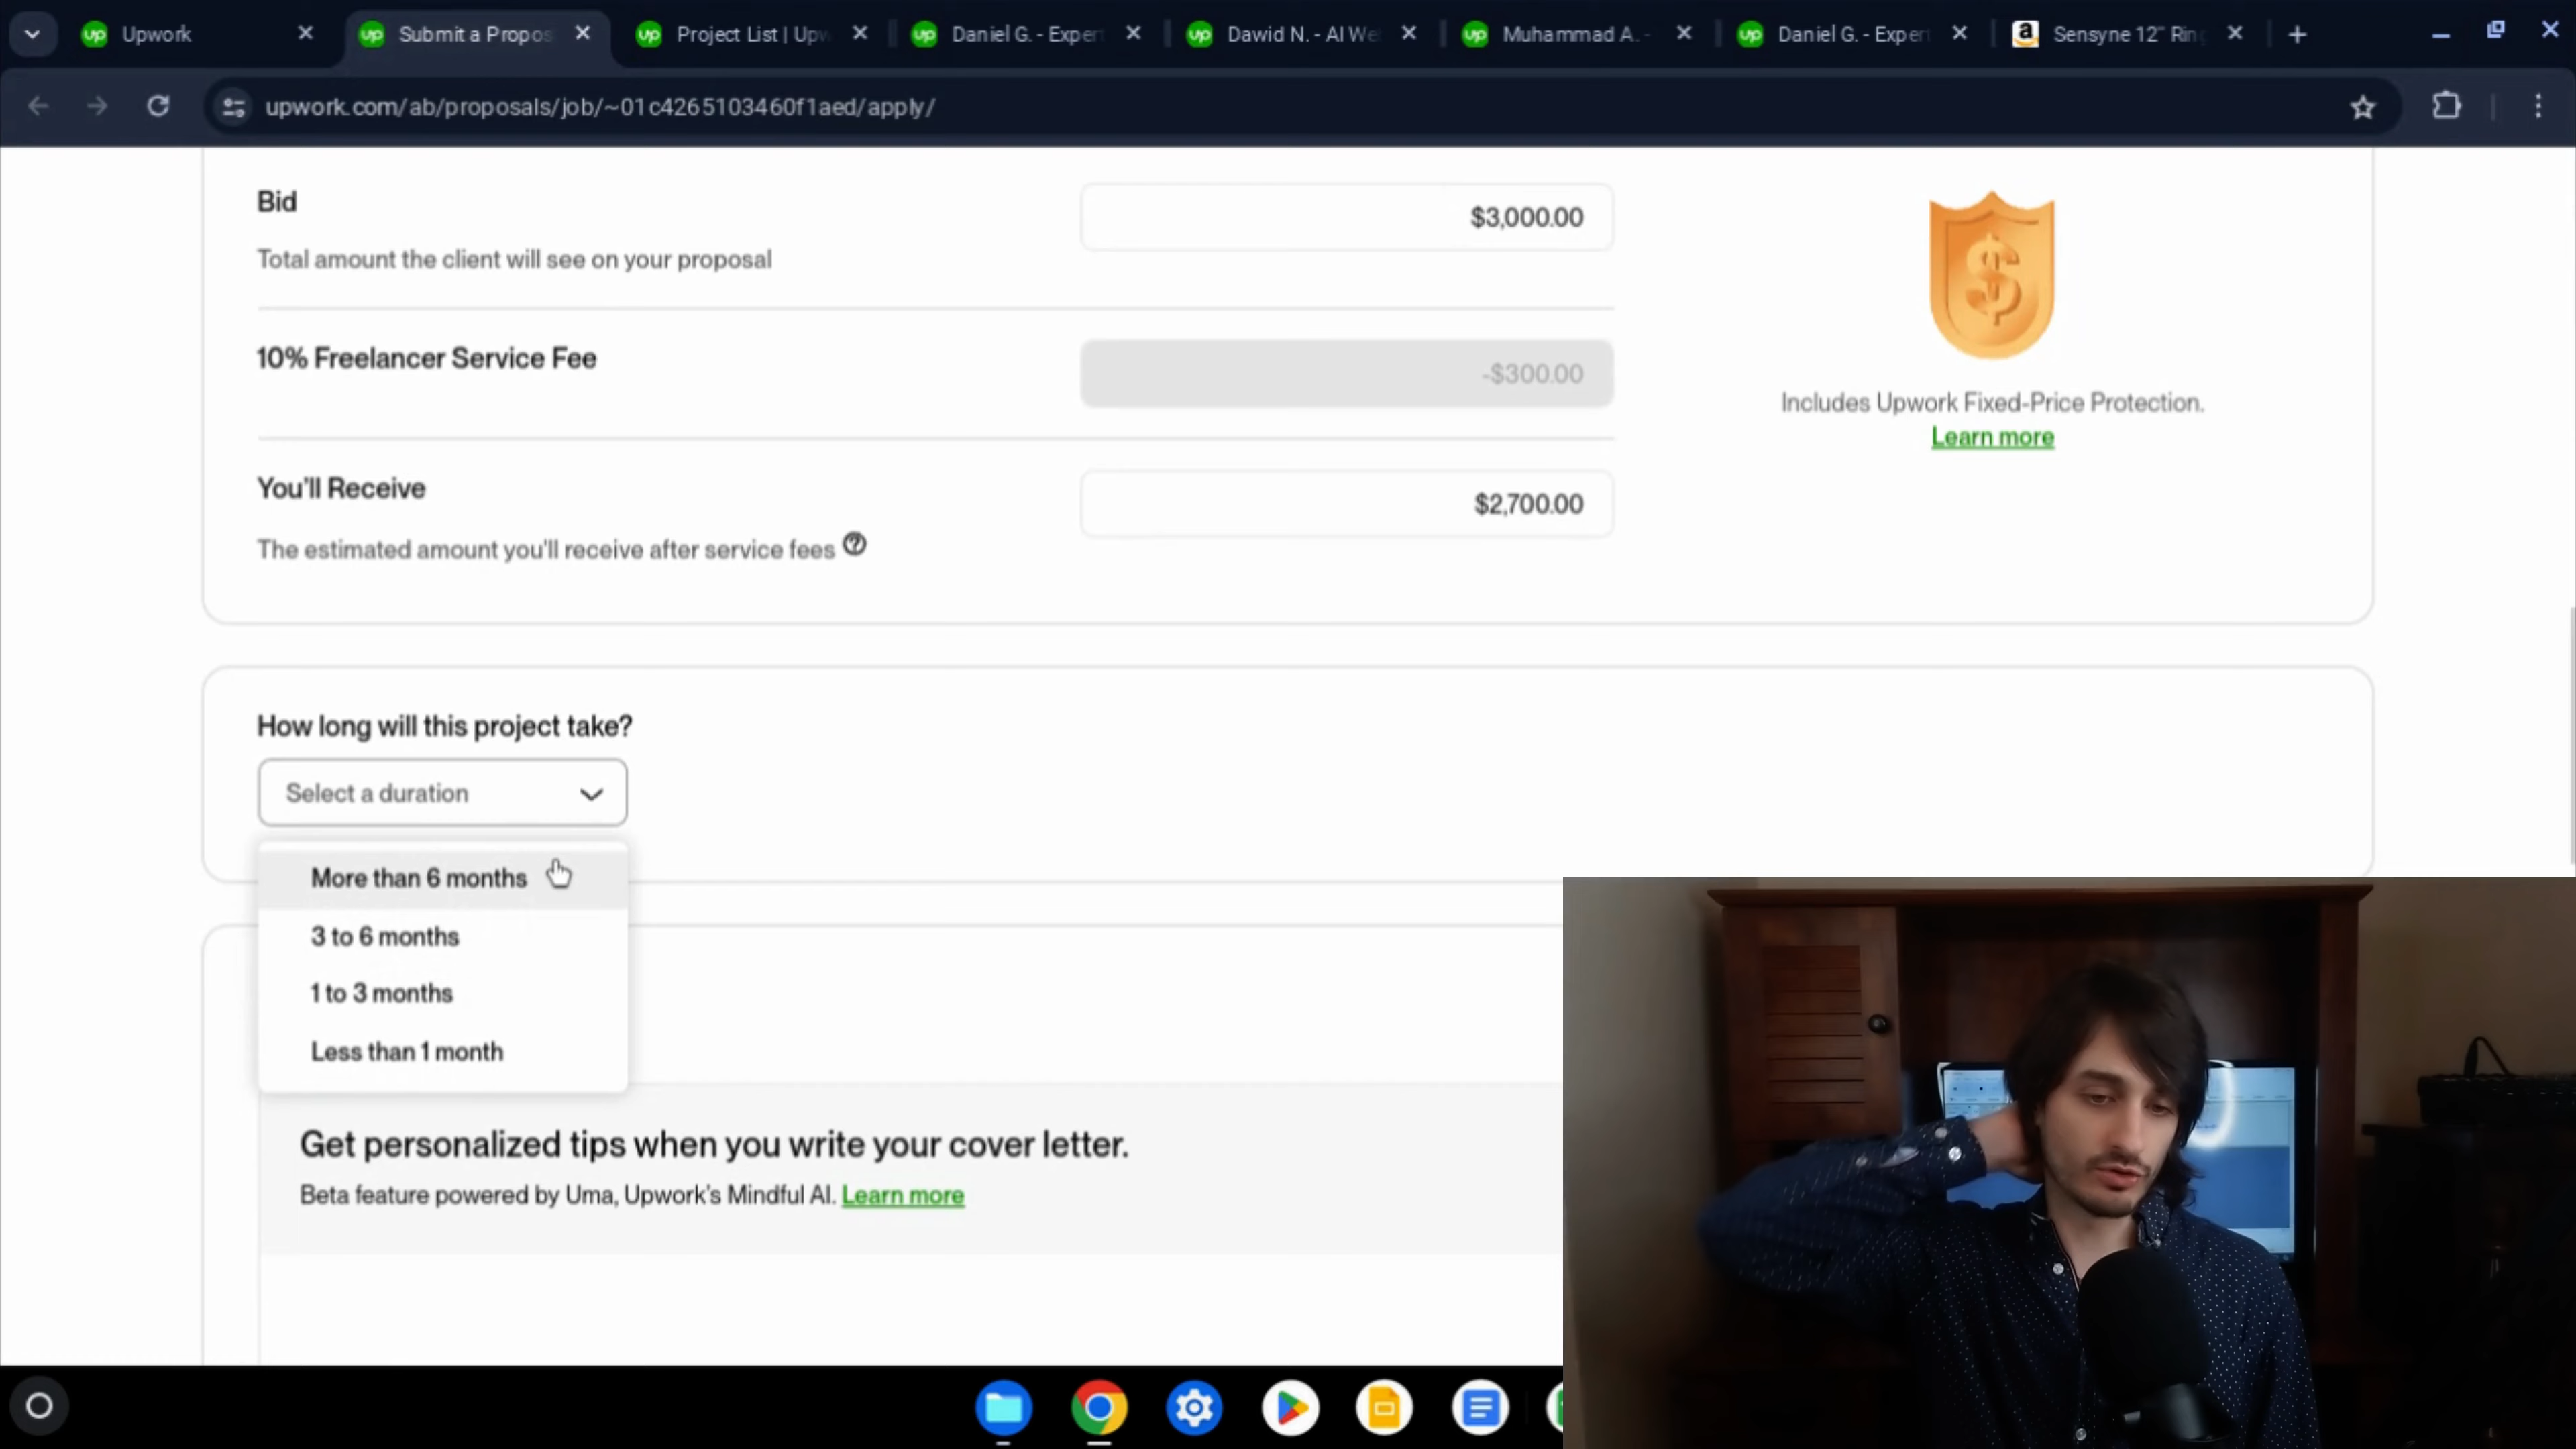 Upwork
Submit a Propos
Project List | Upw
Daniel G. - Expert
Dawid N. - AI We
Muhammad A. -
Daniel G. - Expert
Sensyne 12" Rin
upwork.com/ab/proposals/job/~01c4265103460f1aed/apply/
Bid
$3,000.00
Total amount the client will see on your proposal
10% Freelancer Service Fee
-$300.00
Includes Upwork Fixed-Price Protection.
Learn more
You'll Receive
$2,700.00
The estimated amount you'll receive after service fees
How long will this project take?
Select a duration
More than 6 months
3 to 6 months
1 to 3 months
Less than 1 month
Get personalized tips when you write your cover letter.
Beta feature powered by Uma, Upwork's Mindful AI. Learn more